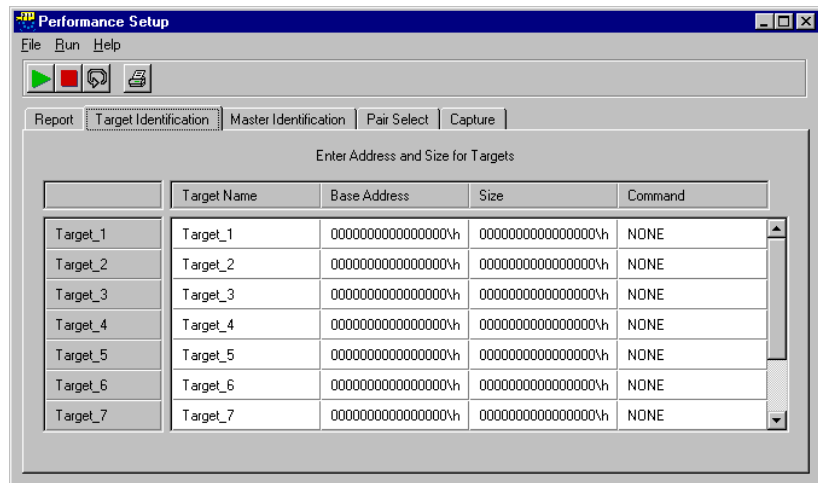 Performance Setup
File Run Help
Report Target Identification Master Identification Pair Select Capture
Enter Address and Size for Targets
Target Name Base Address Size Command
Target_1 Target_1 0000000000000000\h 0000000000000000\h NONE
Target_2 Target_2 0000000000000000\h 0000000000000000\h NONE
Target_3 Target_3 0000000000000000\h 0000000000000000\h NONE
Target_4 Target_4 0000000000000000\h 0000000000000000\h NONE
Target_5 Target_5 0000000000000000\h 0000000000000000\h NONE
Target_6 Target_6 0000000000000000\h 0000000000000000\h NONE
Target_7 Target_7 0000000000000000\h 0000000000000000\h NONE